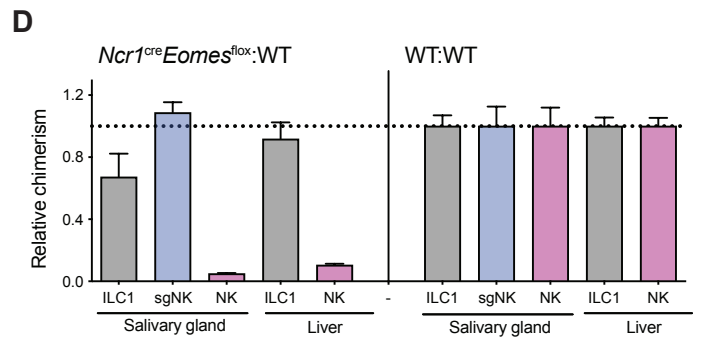 D
Ncr1creEomesflox:WT WT:WT
Relative chimerism
1.2
0.8
0.4
0.0
ILC1 sgNK NK ILC1 NK - ILC1 sgNK NK ILC1 NK
Salivary gland Liver Salivary gland Liver